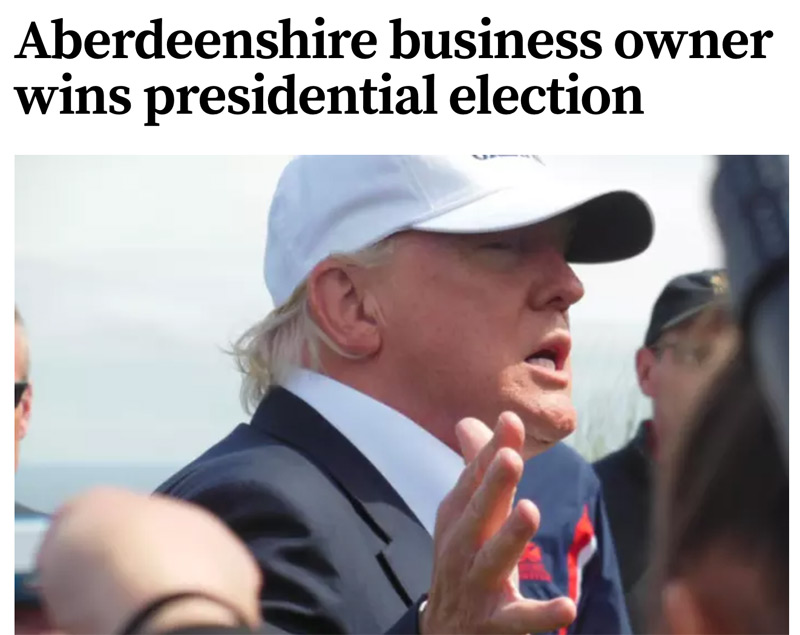 Aberdeenshire business owner
wins presidential election